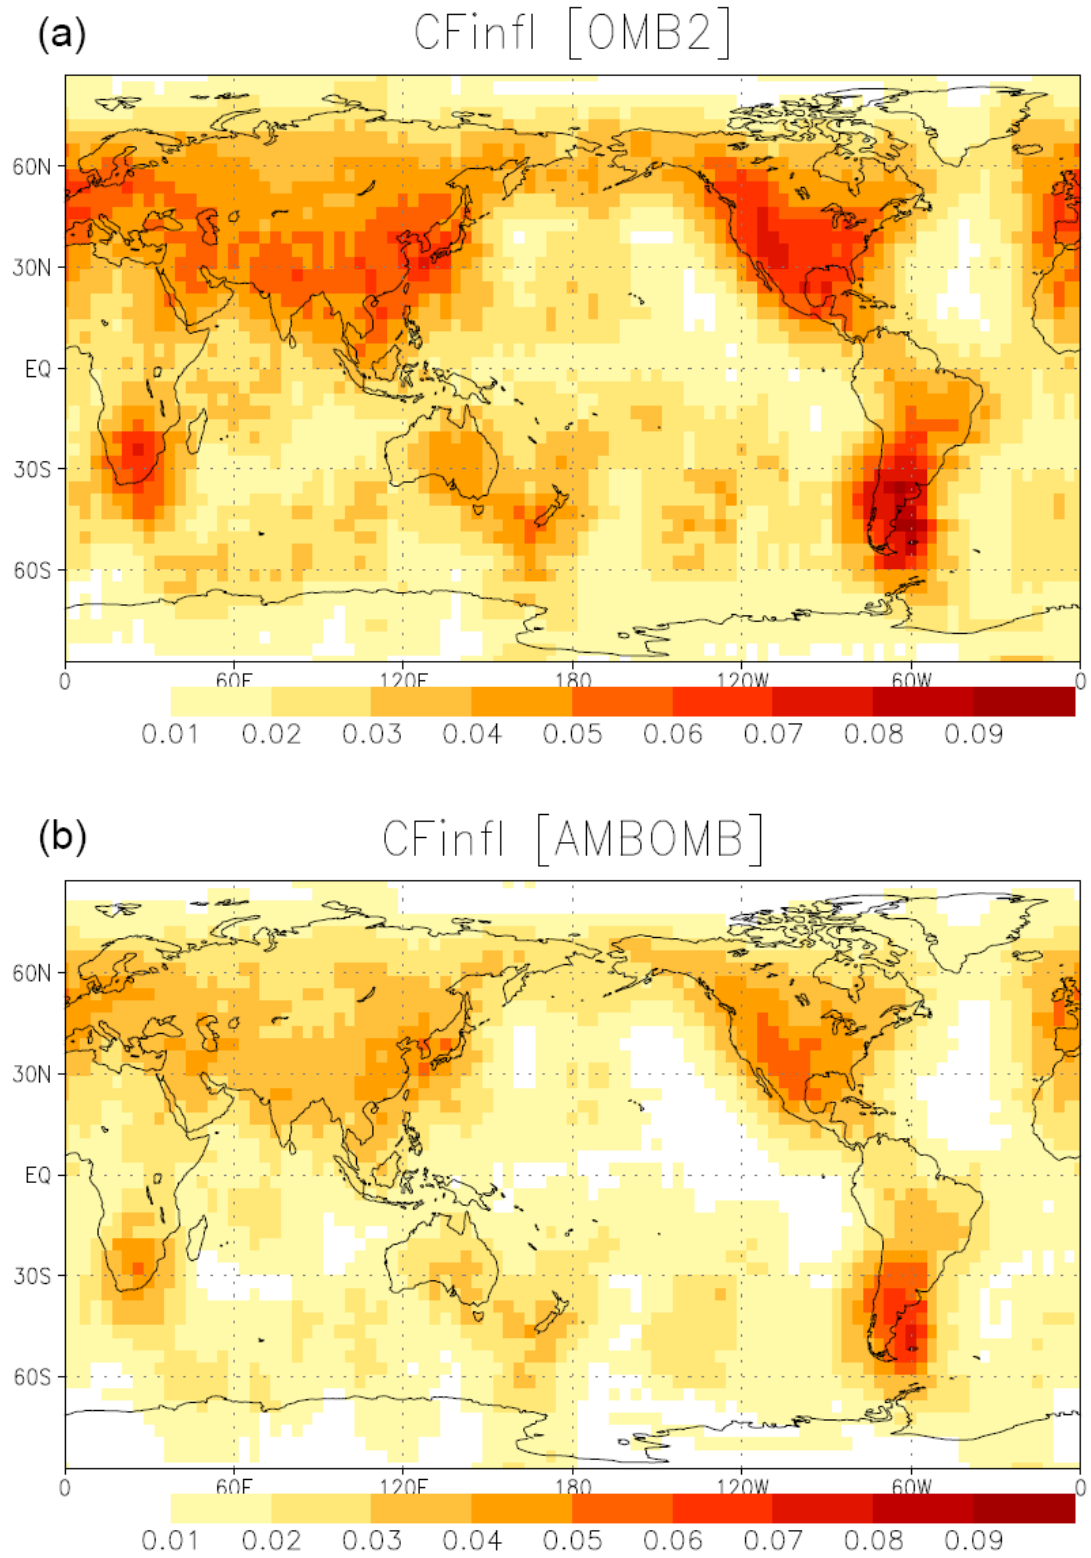 (a) CFinfl [OMB2]
60N
30N
EQ
30S
60S
0 60E 120E 180 120W 60W 0
0.01 0.02 0.03 0.04 0.05 0.06 0.07 0.08 0.09
(b) CFinfl [AMBOMB]
60N
30N
EQ
30S
60S
0 60E 120E 180 120W 60W 0
0.01 0.02 0.03 0.04 0.05 0.06 0.07 0.08 0.09